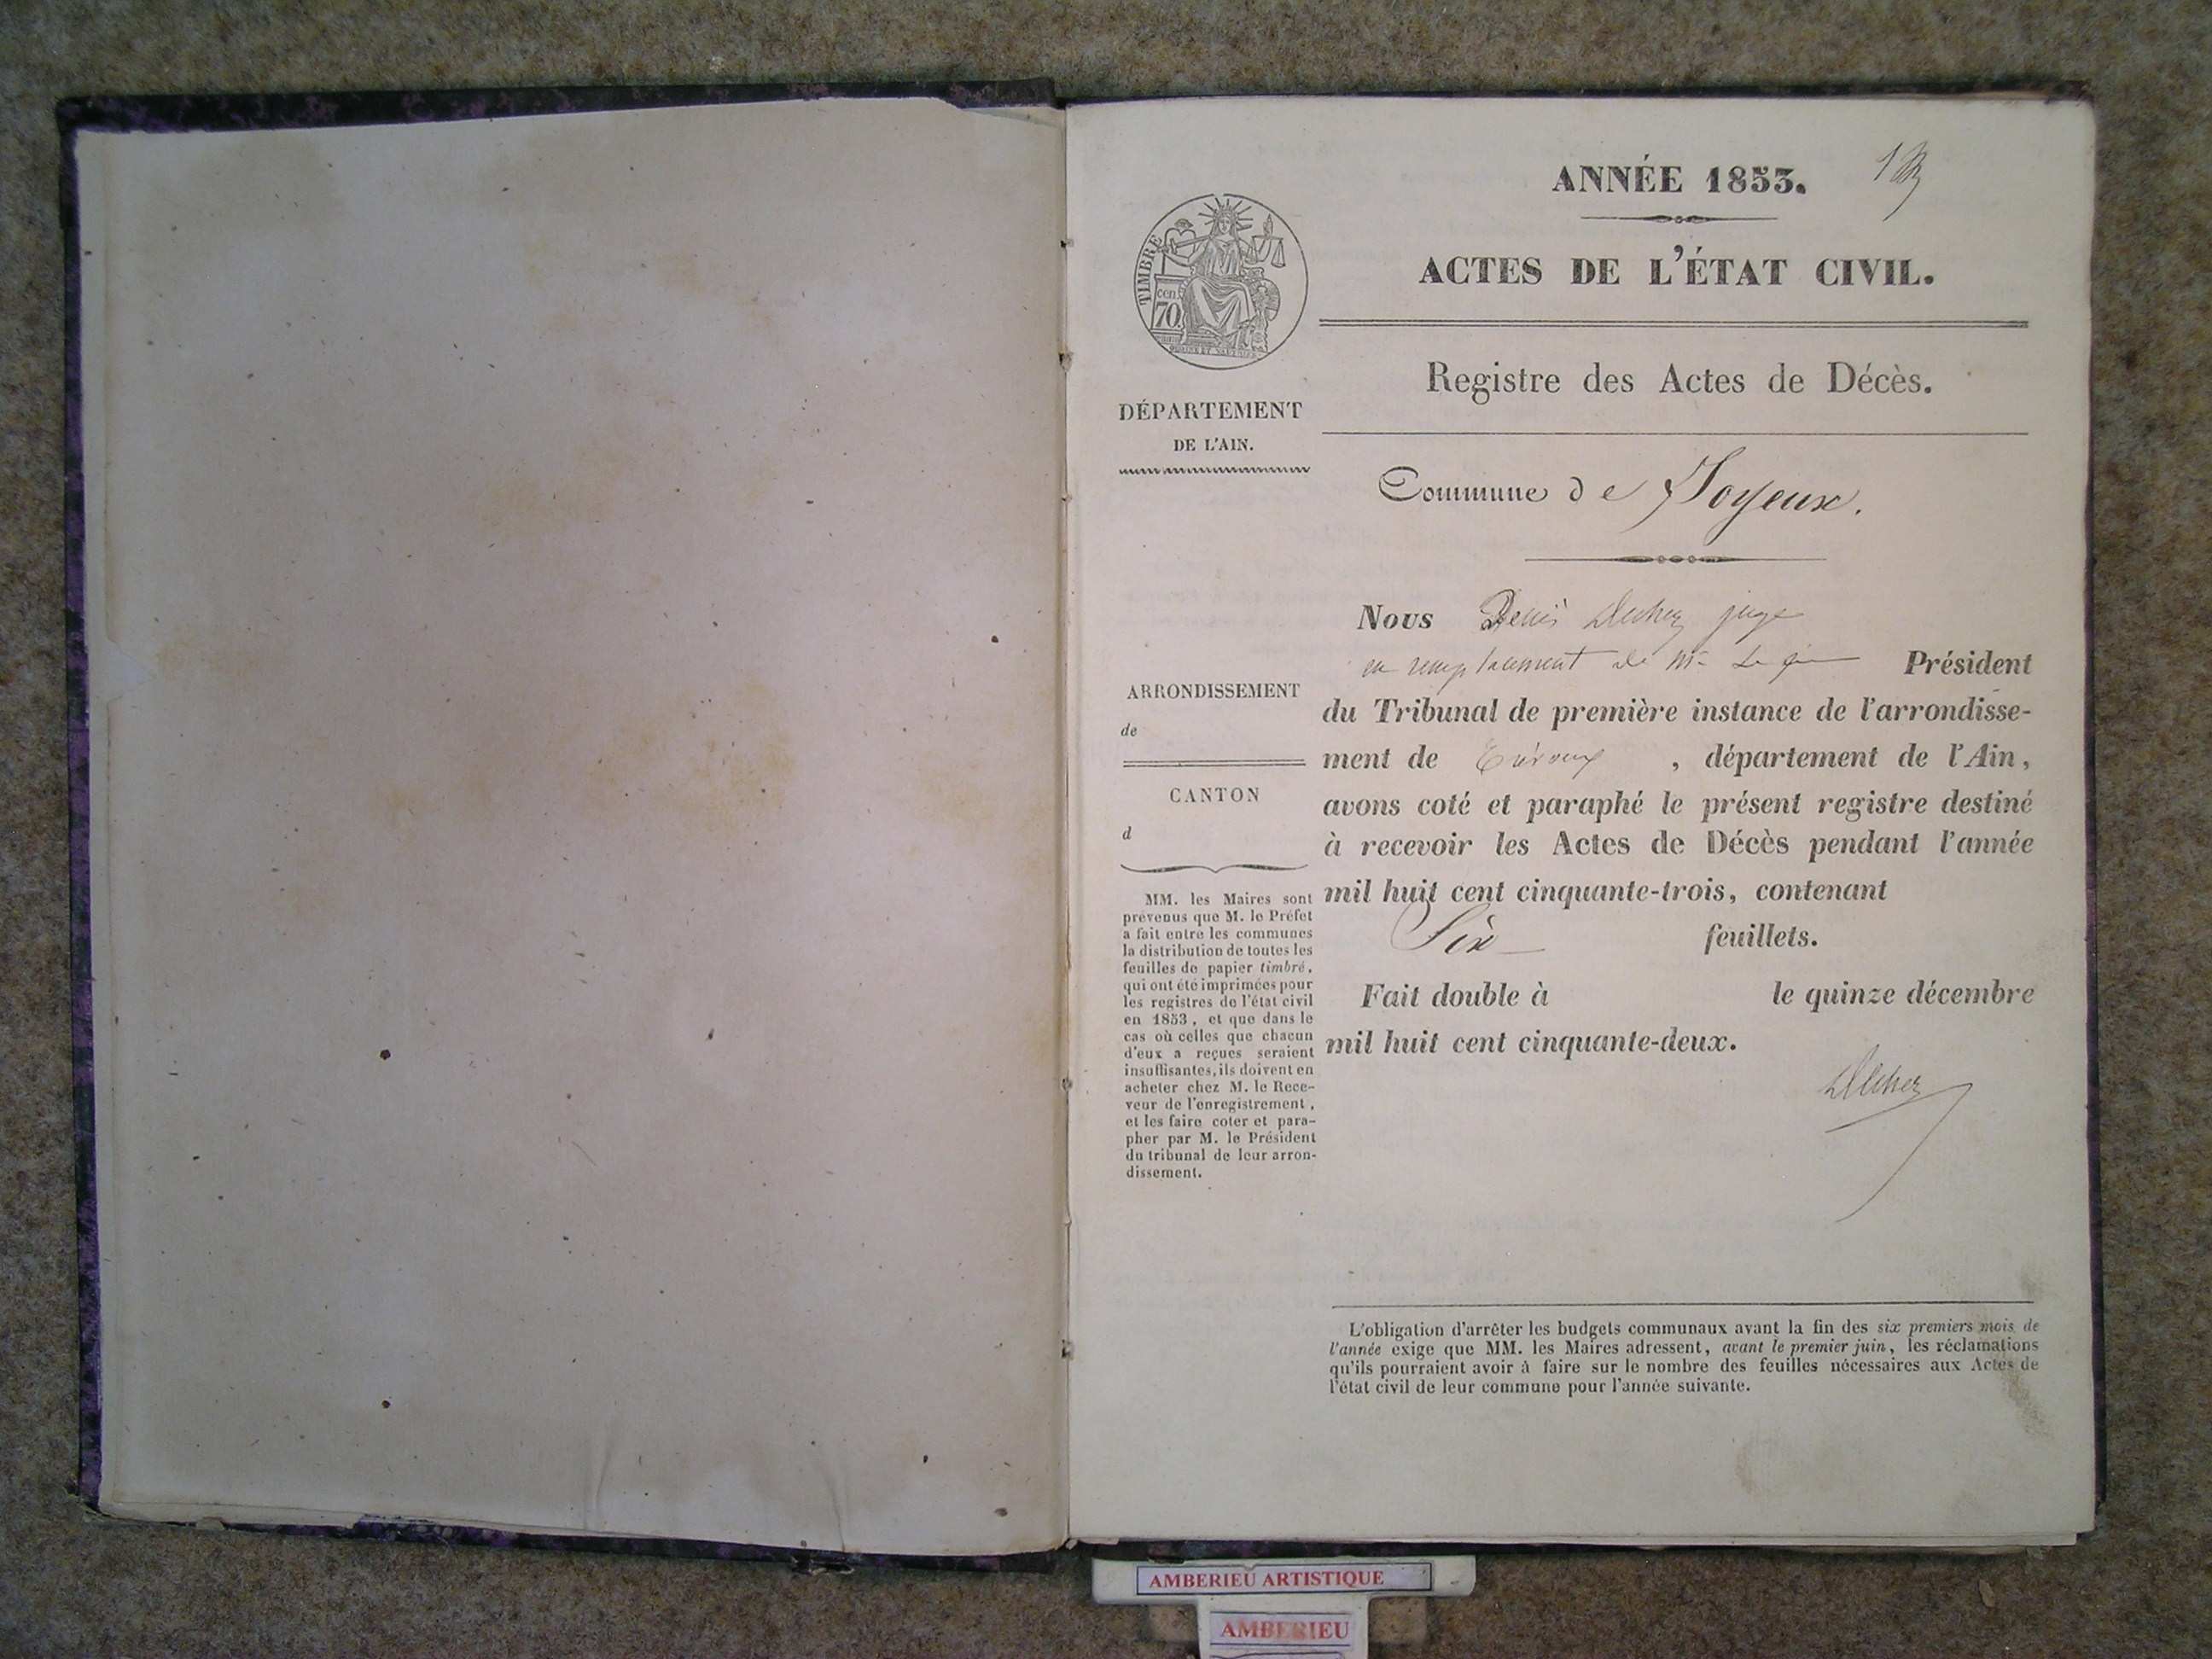 ANNÉE 1853.
ACTES DE L'ÉTAT CIVIL.
TIMBRE
cen.
70.
Registre des Actes de Décès.
DÉPARTEMENT
DE L'AIN.
Commune de Joyeux.
Nous Denis juge
en remplacement de Mr Président
du Tribunal de première instance de l'arrondisse-
ment de Trévoux, département de l'Ain,
avons coté et paraphé le présent registre destiné
à recevoir les Actes de Décès pendant l'année
mil huit cent cinquante-trois, contenant
Six feuillets.
Fait double à le quinze décembre
mil huit cent cinquante-deux.
ARRONDISSEMENT
de
CANTON
d
MM. les Maires sont
prévenus que M. le Préfet
a fait entre les communes
la distribution de toutes les
feuilles de papier timbré,
qui ont été imprimées pour
les registres de l'état civil
en 1853, et que dans le
cas où celles que chacun
d'eux a reçues seraient
insuffisantes, ils doivent en
acheter chez M. le Rece-
veur de l'enregistrement,
et les faire coter et para-
pher par M. le Président
du tribunal de leur arron-
dissement.
L'obligation d'arrêter les budgets communaux avant la fin des six premiers mois de
l'année exige que MM. les Maires adressent, avant le premier juin, les réclamations
qu'ils pourraient avoir à faire sur le nombre des feuilles nécessaires aux Actes de
l'état civil de leur commune pour l'année suivante.
AMBERIEU ARTISTIQUE
AMBERIEU